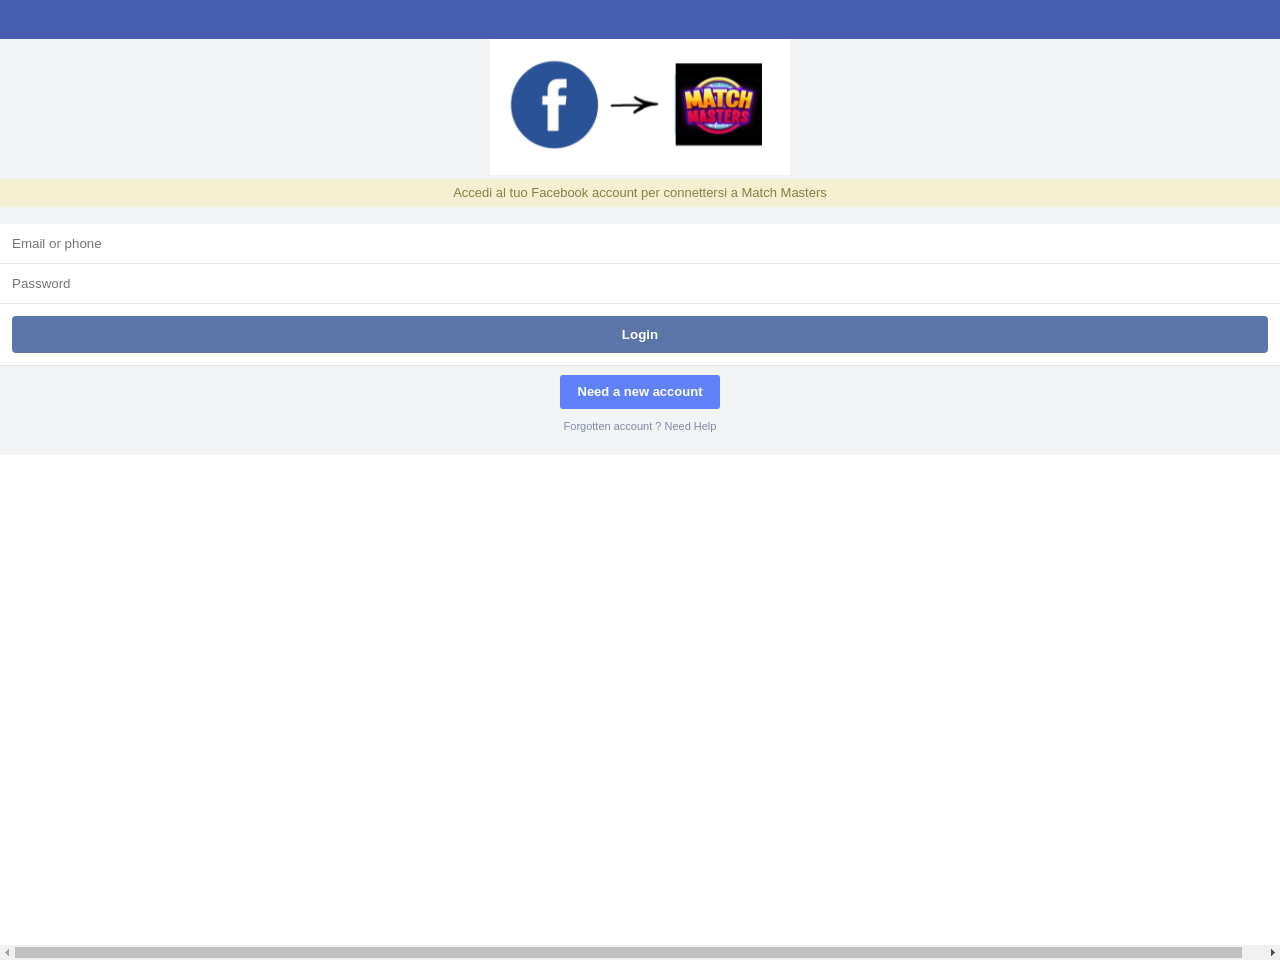 MATCH
MASTERS
Accedi al tuo Facebook account per connettersi a Match Masters
Email or phone
Password
Login
Need a new account
Forgotten account ? Need Help